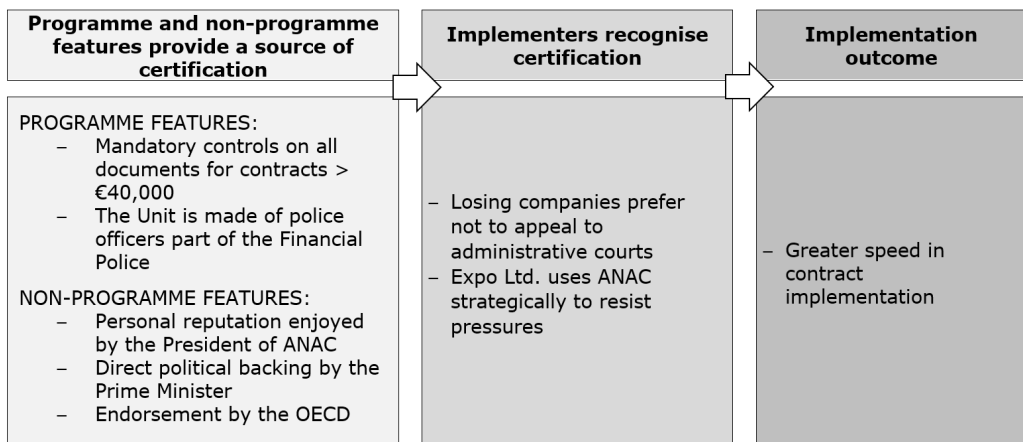 Programme and non-programme
features provide a source of
certification
Implementers recognise
certification
Implementation
outcome
PROGRAMME FEATURES:
– Mandatory controls on all
documents for contracts >
€40,000
– The Unit is made of police
officers part of the Financial
Police
NON-PROGRAMME FEATURES:
– Personal reputation enjoyed
by the President of ANAC
– Direct political backing by the
Prime Minister
– Endorsement by the OECD
– Losing companies prefer
not to appeal to
administrative courts
– Expo Ltd. uses ANAC
strategically to resist
pressures
– Greater speed in
contract
implementation